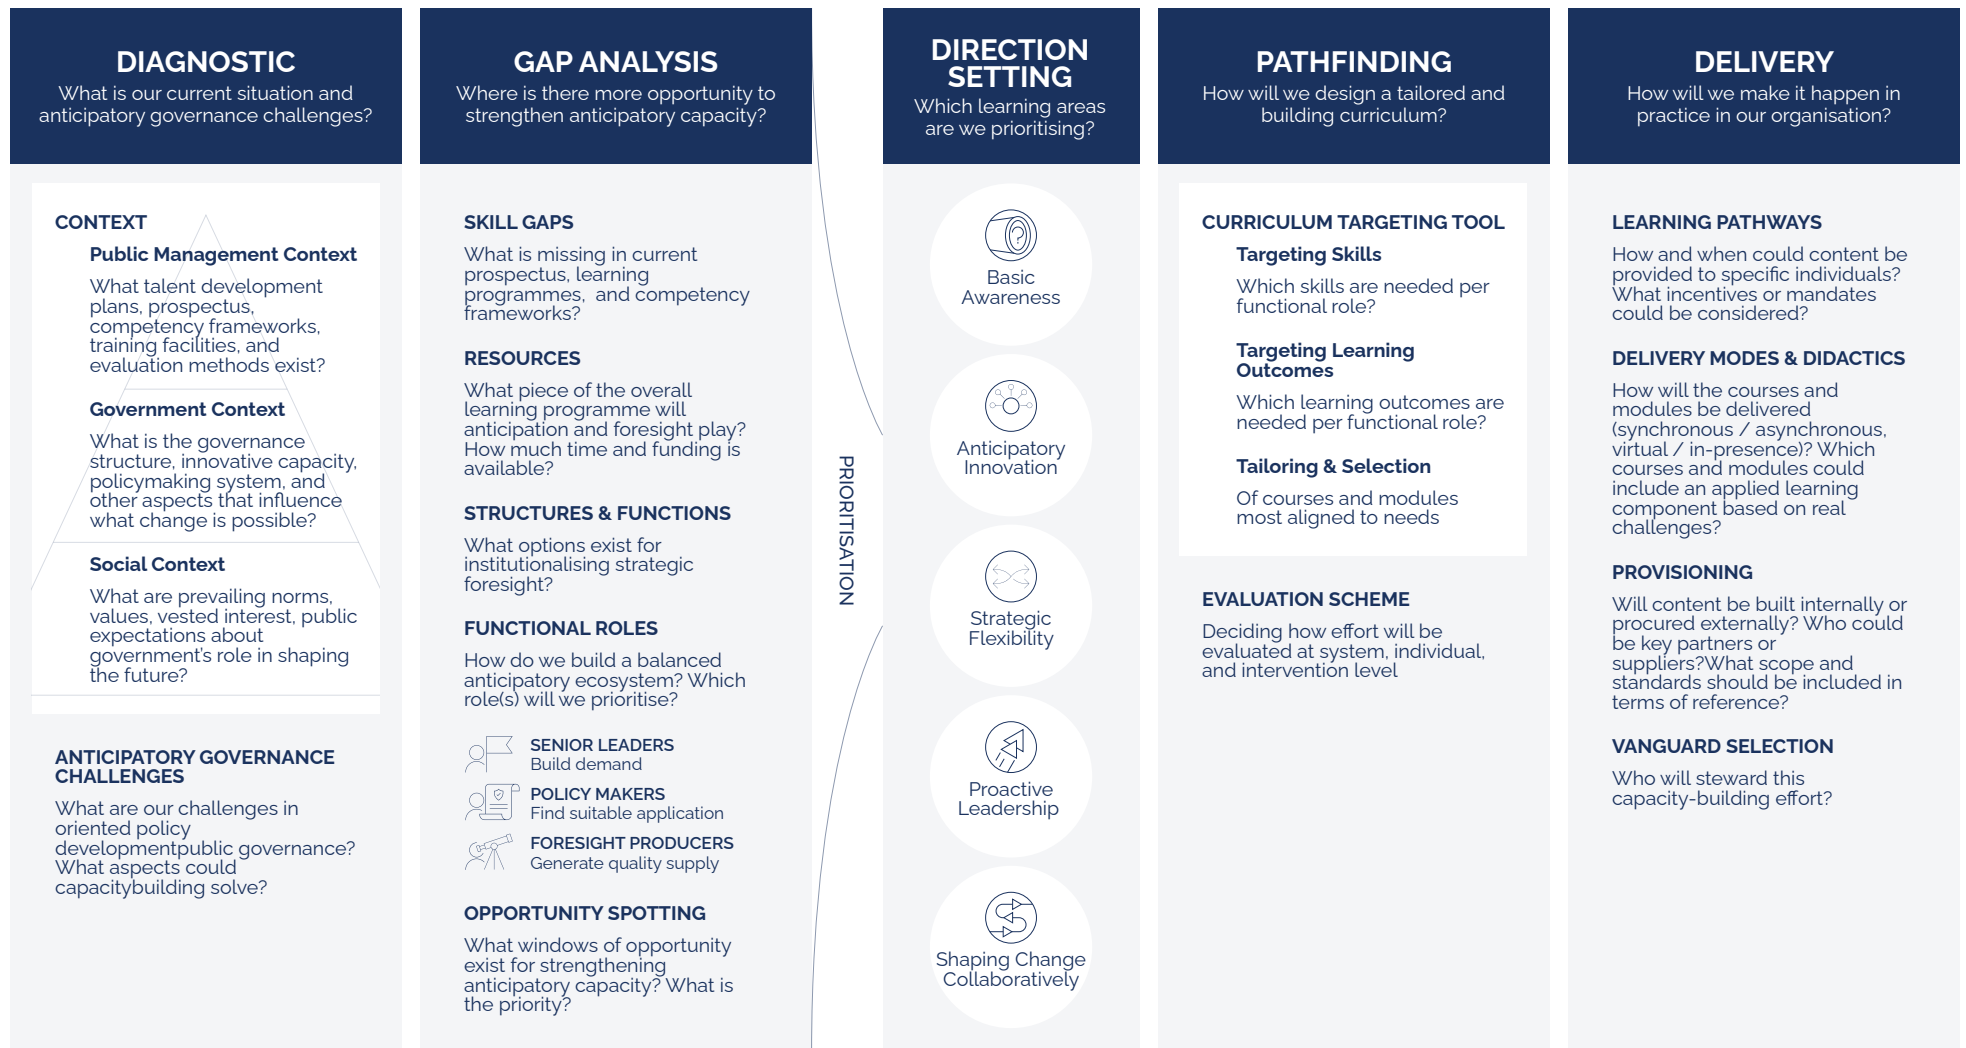 DIAGNOSTIC
What is our current situation and
anticipatory governance challenges?
CONTEXT
Public Management Context
What talent development
plans, prospectus,
competency frameworks,
training facilities, and
evaluation methods exist?
Government Context
What is the governance
structure, innovative capacity,
policymaking system, and
other aspects that influence
what change is possible?
Social Context
What are prevailing norms,
values, vested interest, public
expectations about
government's role in shaping
the future?
ANTICIPATORY GOVERNANCE
CHALLENGES
What are our challenges in
oriented policy
developmentpublic governance?
What aspects could
capacitybuilding solve?
GAP ANALYSIS
Where is there more opportunity to
strengthen anticipatory capacity?
SKILL GAPS
What is missing in current
prospectus, learning
programmes,  and competency
frameworks?
RESOURCES
What piece of the overall
learning programme will
anticipation and foresight play?
How much time and funding is
available?
STRUCTURES & FUNCTIONS
What options exist for
institutionalising strategic
foresight?
FUNCTIONAL ROLES
How do we build a balanced
anticipatory ecosystem? Which
role(s) will we prioritise?
SENIOR LEADERS
Build demand
POLICY MAKERS
Find suitable application
FORESIGHT PRODUCERS
Generate quality supply
OPPORTUNITY SPOTTING
What windows of opportunity
exist for strengthening
anticipatory capacity? What is
the priority?
PRIORITISATION
DIRECTION
SETTING
Which learning areas
are we prioritising?
Basic
Awareness
Anticipatory
Innovation
Strategic
Flexibility
Proactive
Leadership
Shaping Change
Collaboratively
PATHFINDING
How will we design a tailored and
building curriculum?
CURRICULUM TARGETING TOOL
Targeting Skills
Which skills are needed per
functional role?
Targeting Learning
Outcomes
Which learning outcomes are
needed per functional role?
Tailoring & Selection
Of courses and modules
most aligned to needs
EVALUATION SCHEME
Deciding how effort will be
evaluated at system, individual,
and intervention level
DELIVERY
How will we make it happen in
practice in our organisation?
LEARNING PATHWAYS
How and when could content be
provided to specific individuals?
What incentives or mandates
could be considered?
DELIVERY MODES & DIDACTICS
How will the courses and
modules be delivered
(synchronous / asynchronous,
virtual / in-presence)? Which
courses and modules could
include an applied learning
component based on real
challenges?
PROVISIONING
Will content be built internally or
procured externally? Who could
be key partners or
suppliers?What scope and
standards should be included in
terms of reference?
VANGUARD SELECTION
Who will steward this
capacity-building effort?